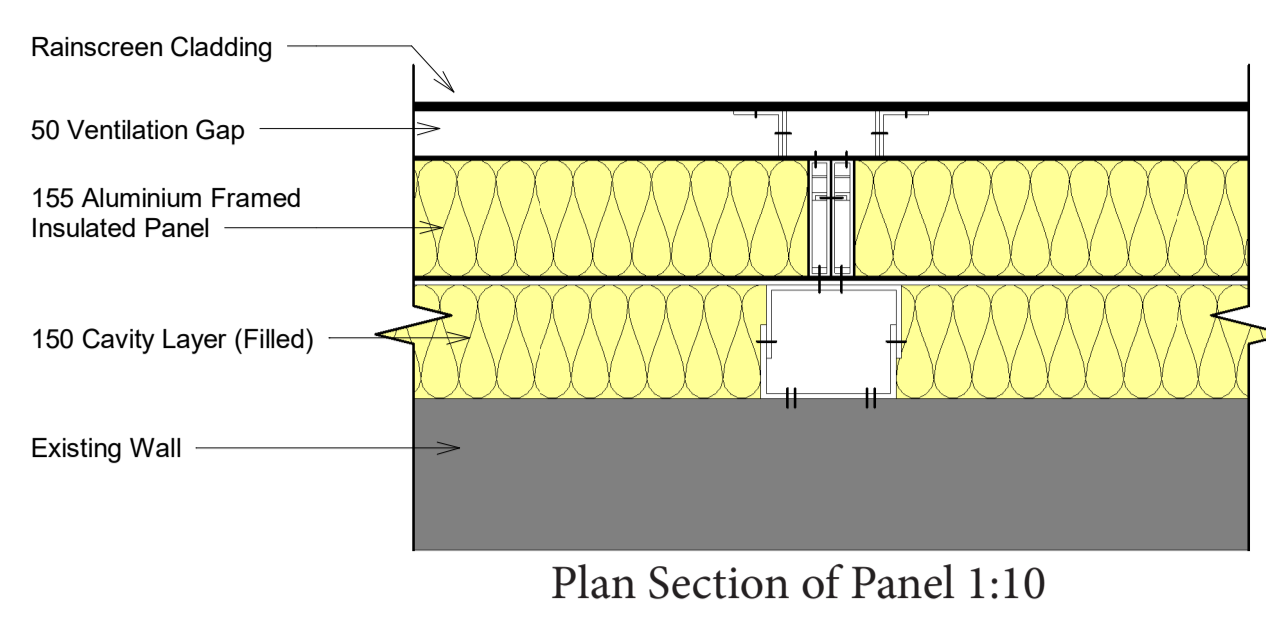 Rainscreen Cladding
50 Ventilation Gap
155 Aluminium Framed
Insulated Panel
150 Cavity Layer (Filled)
Existing Wall
Plan Section of Panel 1:10